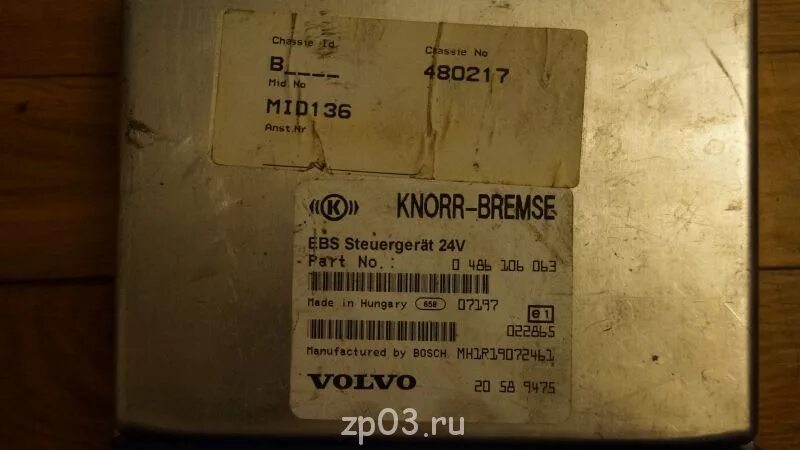 Chassie Id Chassie No
B____ 480217
Mid No
MID136
Anst.Nr
((K)) KNORR-BREMSE
EBS Steuergerät 24V
Part No.: 0 486 106 063
Made in Hungary 658 07197
e1
022865
Manufactured by BOSCH MH1R19072461
VOLVO 20 58 9475
zp03.ru